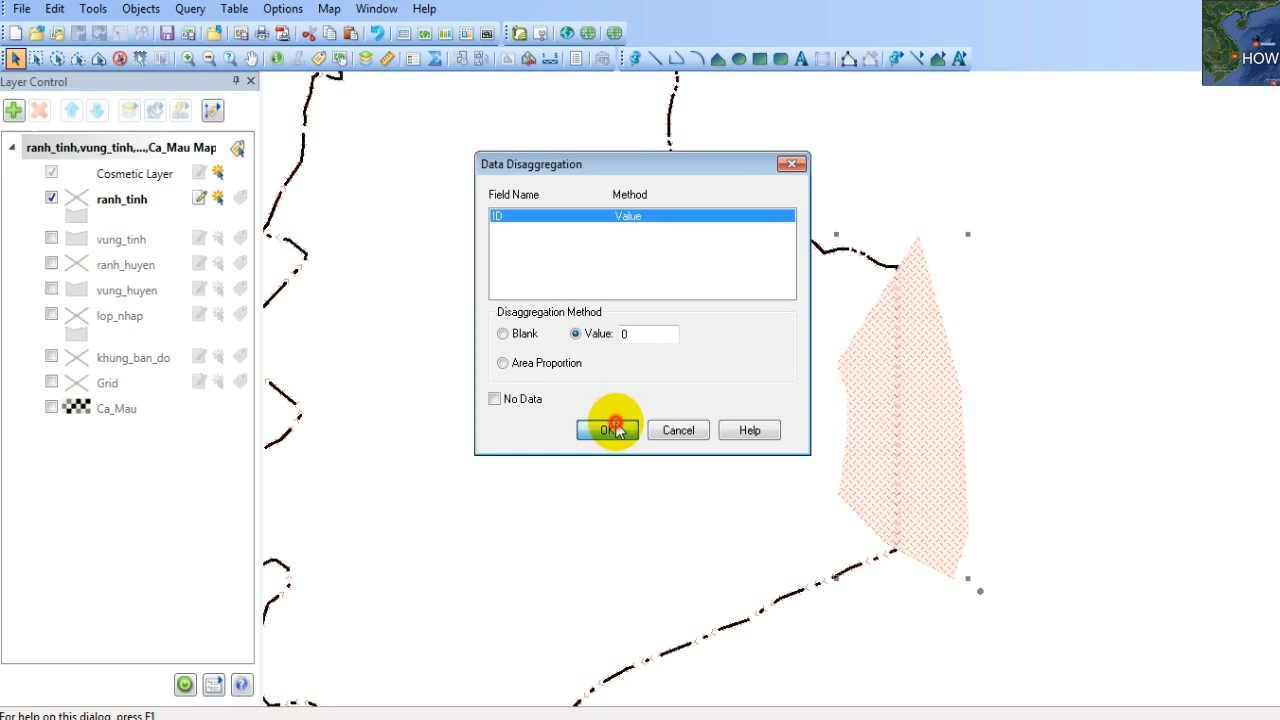 File Edit Tools Objects Query Table Options Map Window Help
HOW
Layer Control
ranh_tinh,vung_tinh,...,Ca_Mau Map
Cosmetic Layer
ranh_tinh
vung_tinh
ranh_huyen
vung_huyen
lop_nhap
khung_ban_do
Grid
Ca_Mau
Data Disaggregation
Field Name Method
ID Value
Disaggregation Method
Blank Value: 0
Area Proportion
No Data
OK Cancel Help
For help on this dialog, press F1